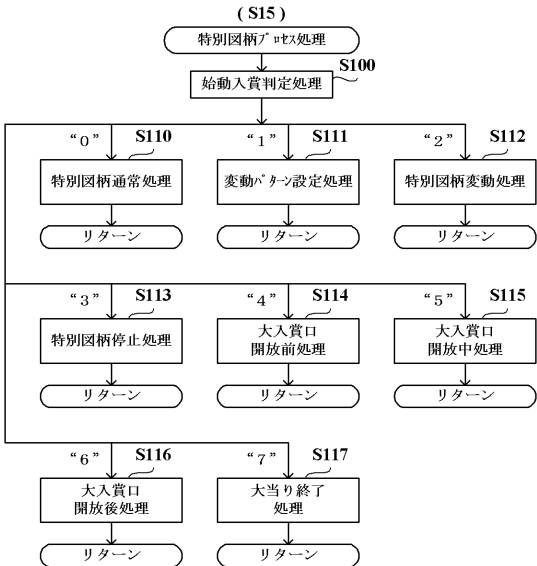 (S15)
特別図柄ﾌﾟﾛｾｽ処理
S100
始動入賞判定処理
“0” S110 “1” S111 “2” S112
特別図柄通常処理 変動ﾊﾟﾀｰﾝ設定処理 特別図柄変動処理
リターン リターン リターン
“3” S113 “4” S114 “5” S115
特別図柄停止処理
大入賞口
開放前処理
大入賞口
開放中処理
リターン リターン リターン
“6” S116 “7” S117
大入賞口
開放後処理
大当り終了
処理
リターン リターン